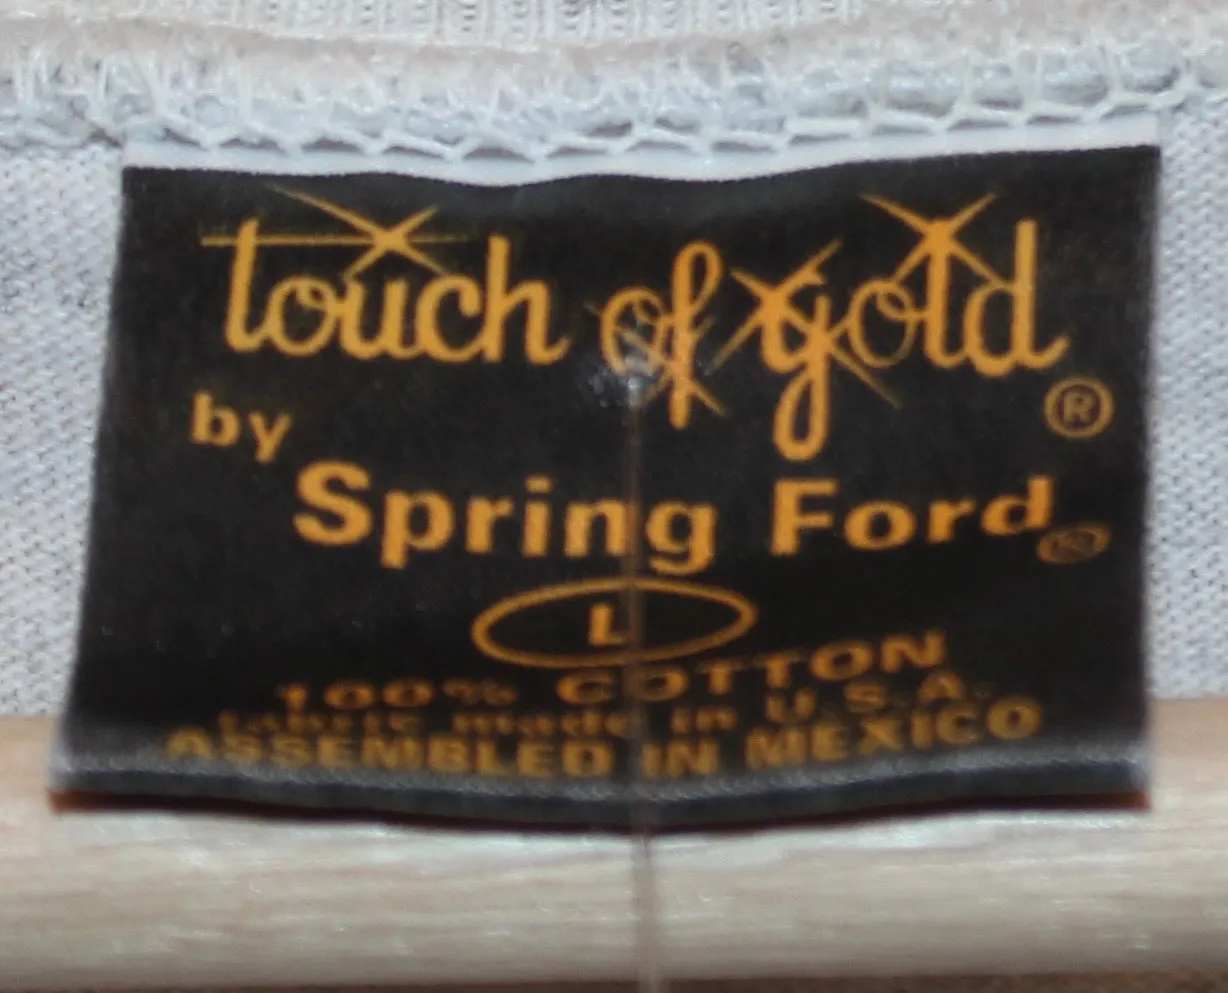 touch of gold ®
by
Spring Ford ®
L
100% COTTON
fabric made in U.S.A.
ASSEMBLED IN MEXICO